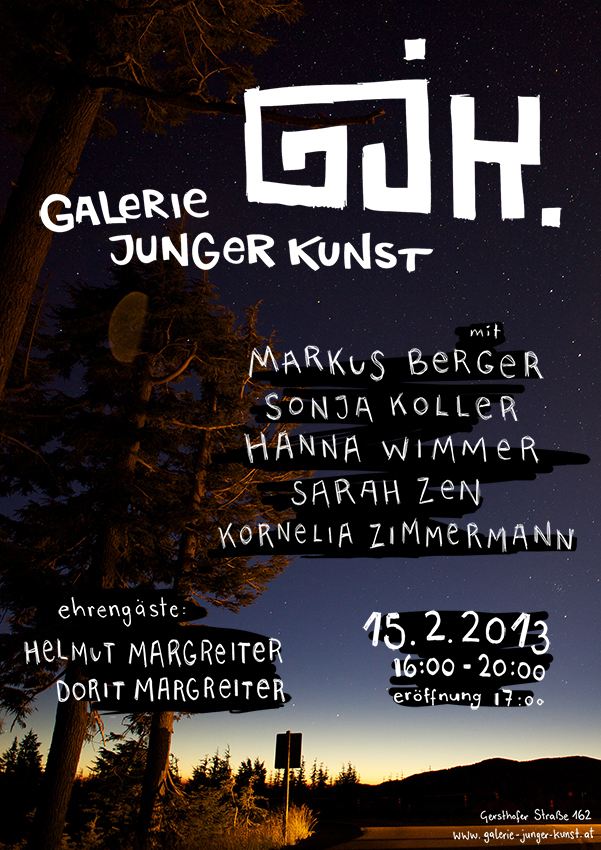 GJK.
GALeRIe
JUNGeR KUNST
mit
MARKUS BeRGeR
SONJA KOLLeR
HANNA WIMMeR
SARAH ZeN
KORNeLIA ZIMMeRMANN
ehrengäste:
HeLMUT MARGReITeR
DORIT MARGReITeR
15.2.2013
16:00 - 20:00
eröffnung 17:00
Gersthofer Straße 162
www.galerie-junger-kunst.at